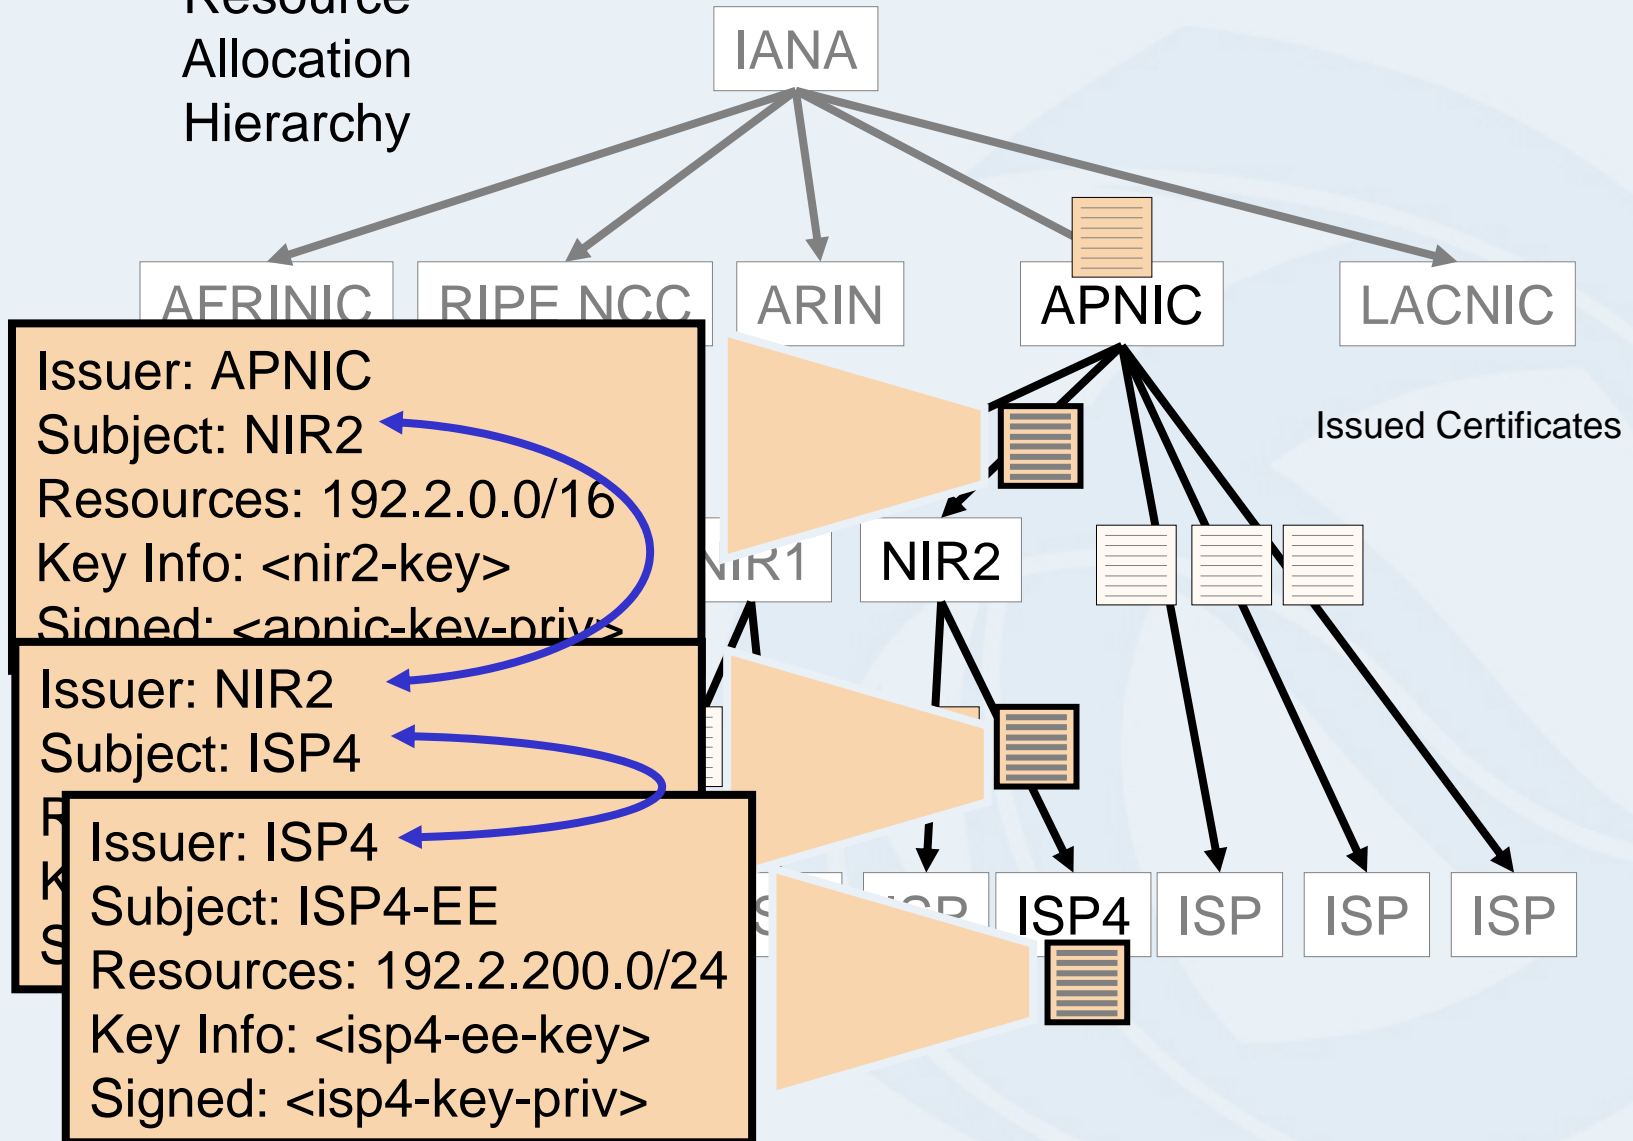 Resource
Allocation
Hierarchy
IANA
AFRINIC
RIPE NCC
ARIN
APNIC
LACNIC
Issued Certificates
Issuer: APNIC
Subject: NIR2
Resources: 192.2.0.0/16
Key Info: <nir2-key>
Signed: <apnic-key-priv>
NIR1
NIR2
Issuer: NIR2
Subject: ISP4
Issuer: ISP4
Subject: ISP4-EE
Resources: 192.2.200.0/24
Key Info: <isp4-ee-key>
Signed: <isp4-key-priv>
ISP
ISP4
ISP
ISP
ISP